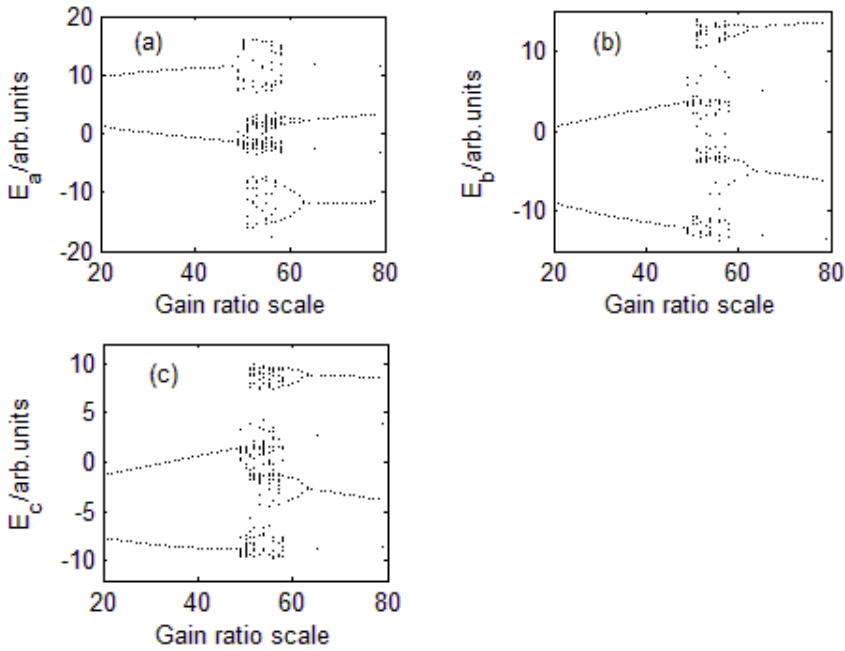 (a)
E_a/arb.units
20
10
0
-10
-20
20 40 60 80
Gain ratio scale
(b)
E_b/arb.units
10
0
-10
20 40 60 80
Gain ratio scale
(c)
E_c/arb.units
10
5
0
-5
-10
20 40 60 80
Gain ratio scale